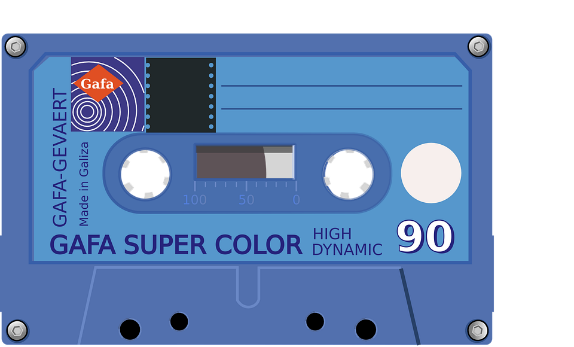 Gafa
GAFA-GEVAERT
Made in Galiza
100 50 0
GAFA SUPER COLOR
HIGH
DYNAMIC
90